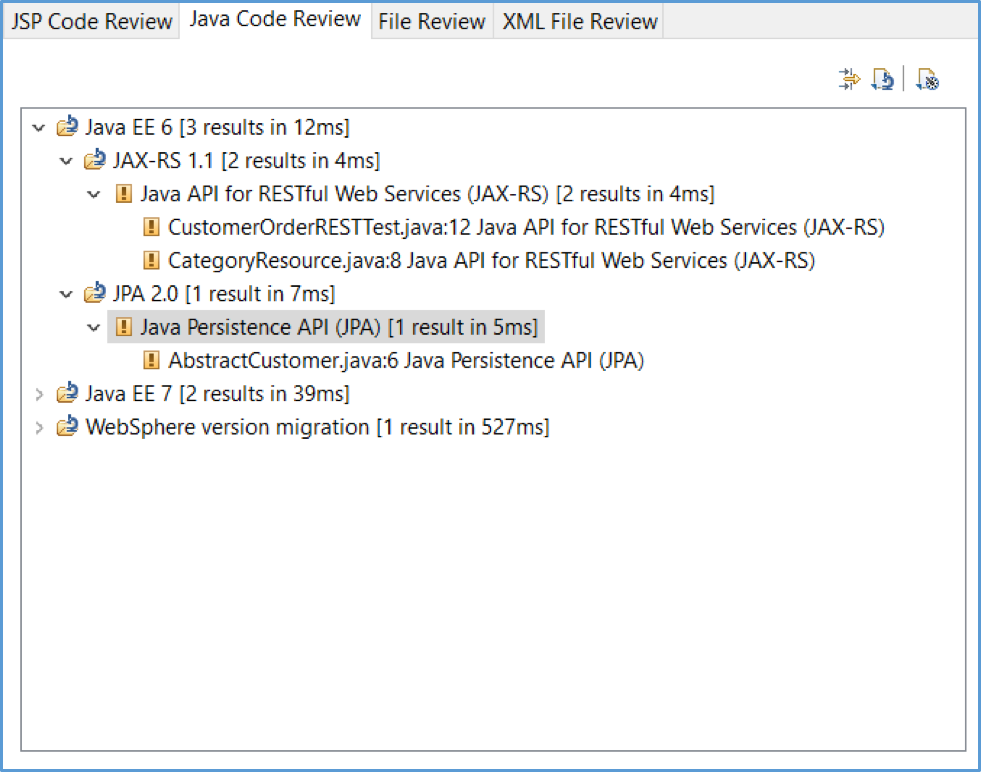 JSP Code Review Java Code Review File Review XML File Review
Java EE 6 [3 results in 12ms]
JAX-RS 1.1 [2 results in 4ms]
Java API for RESTful Web Services (JAX-RS) [2 results in 4ms]
CustomerOrderRESTTest.java:12 Java API for RESTful Web Services (JAX-RS)
CategoryResource.java:8 Java API for RESTful Web Services (JAX-RS)
JPA 2.0 [1 result in 7ms]
Java Persistence API (JPA) [1 result in 5ms]
AbstractCustomer.java:6 Java Persistence API (JPA)
Java EE 7 [2 results in 39ms]
WebSphere version migration [1 result in 527ms]